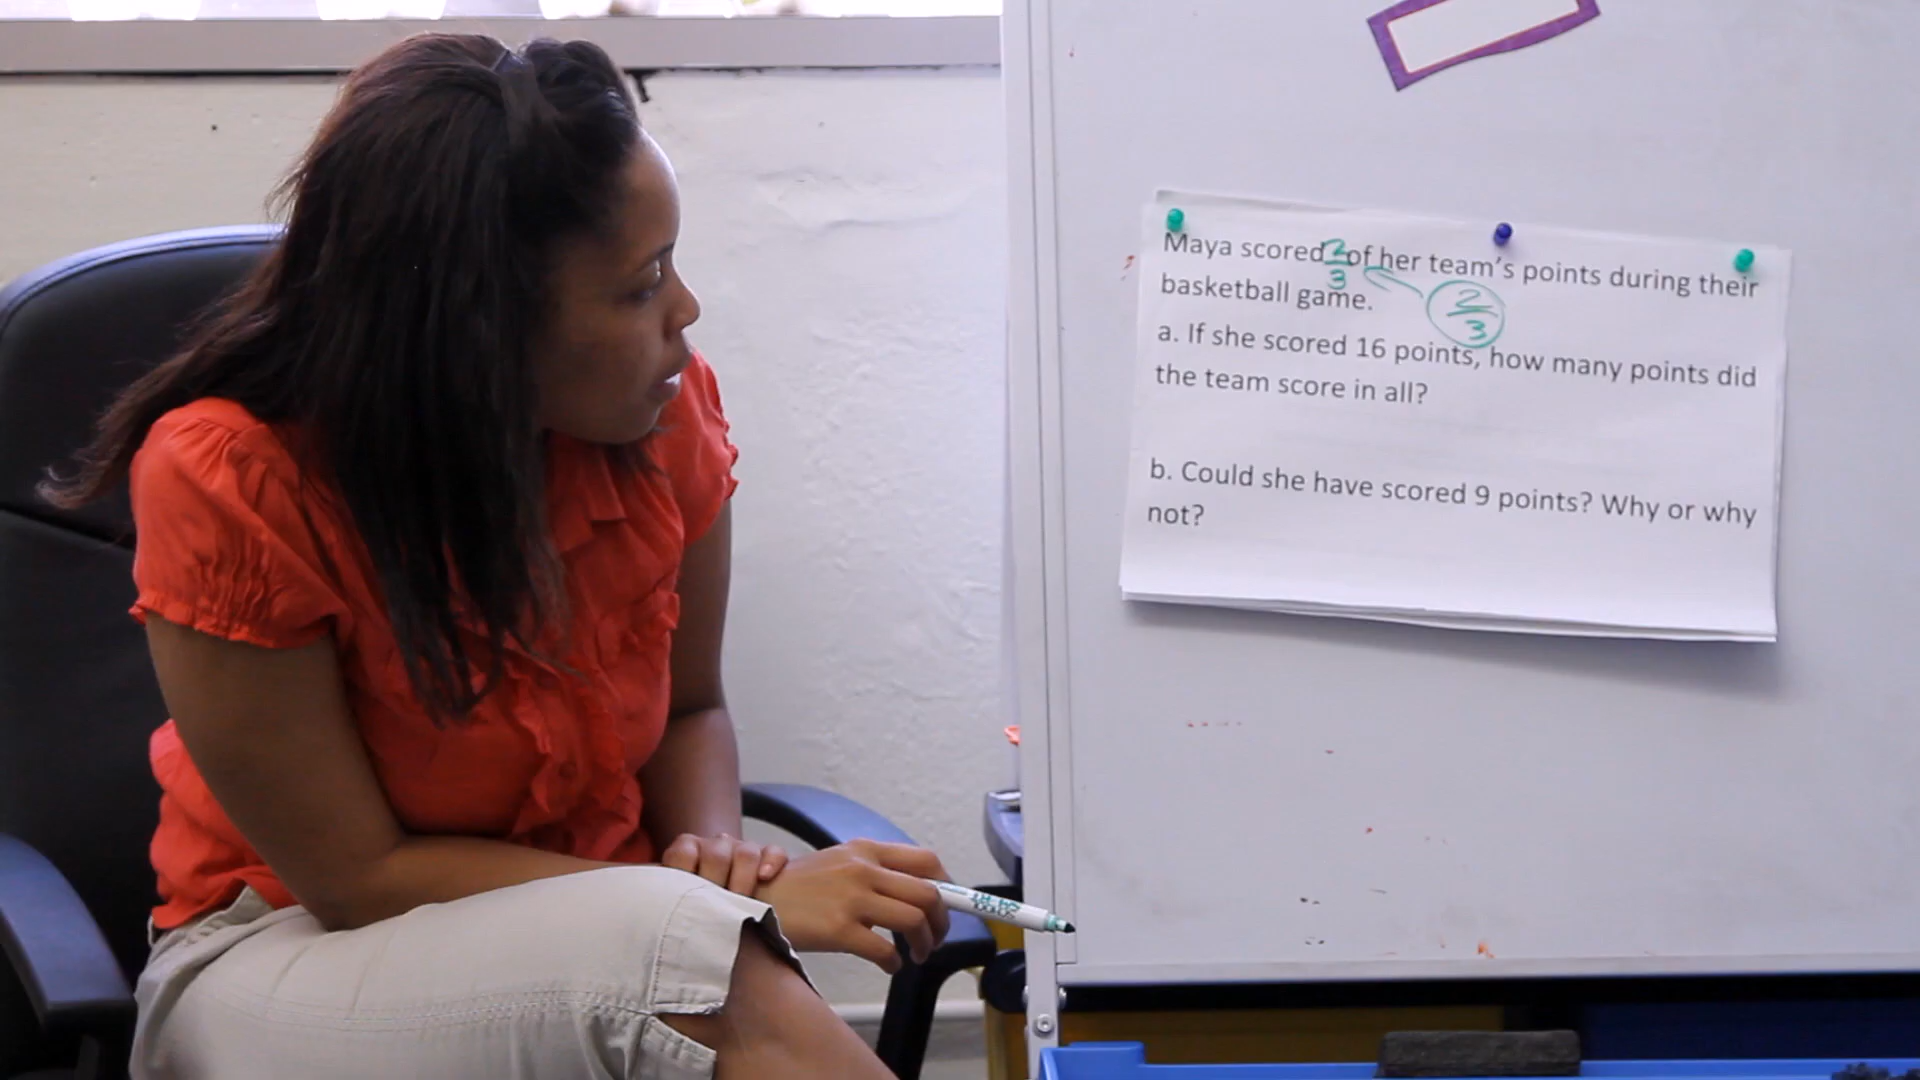 Maya scored 2/3 of her team's points during their
basketball game.
2/3
a. If she scored 16 points, how many points did
the team score in all?
b. Could she have scored 9 points? Why or why
not?